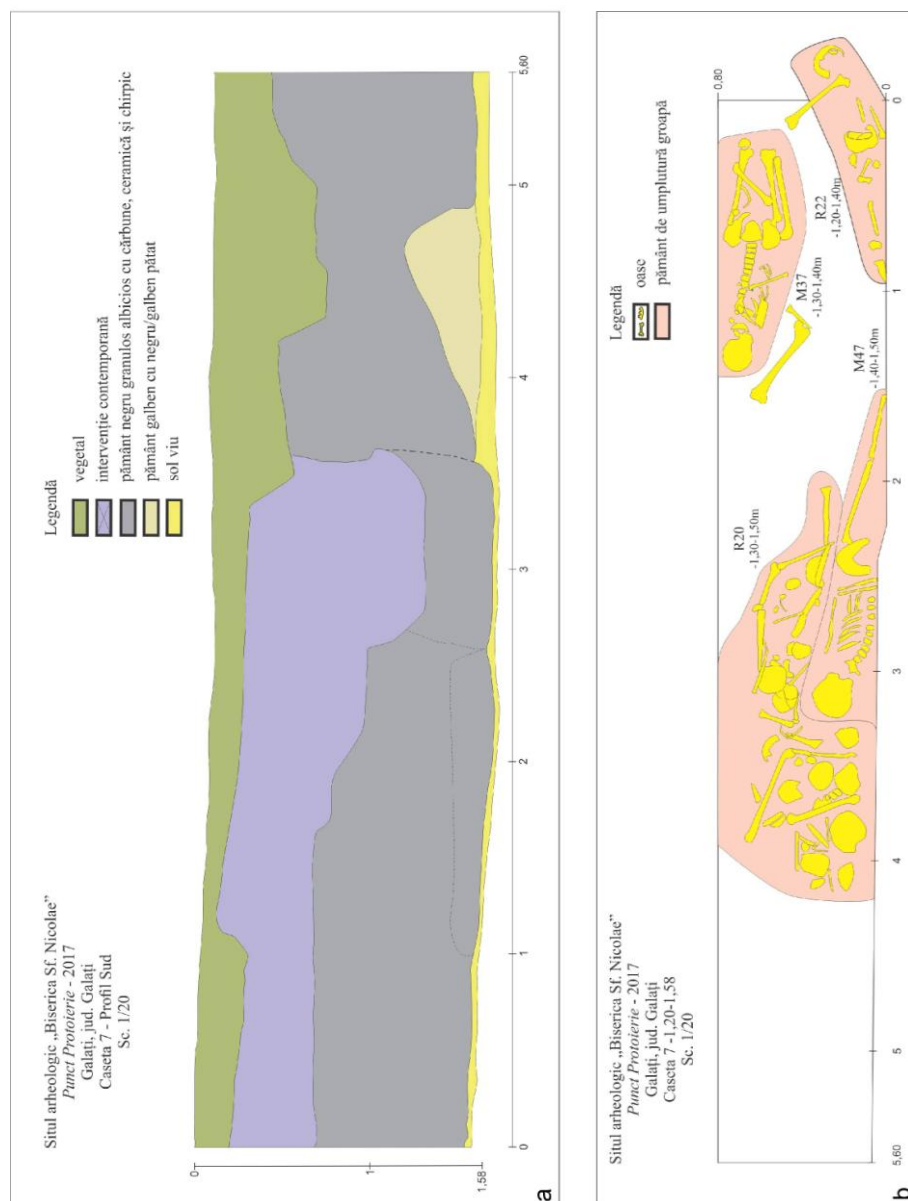 Situl arheologic „Biserica Sf. Nicolae”
Punct Protoierie - 2017
Galați, jud. Galați
Caseta 7 - Profil Sud
Sc. 1/20
Legendă
vegetal
intervenție contemporană
pământ negru granulos albicios cu cărbune, ceramică și chirpic
pământ galben cu negru/galben pătat
sol viu
0
1
1,58
0
1
2
3
4
5
5,60
a
Situl arheologic „Biserica Sf. Nicolae”
Punct Protoierie - 2017
Galați, jud. Galați
Caseta 7 -1,20-1,58
Sc. 1/20
Legendă
oase
pământ de umplutură groapă
R20
-1,30-1,50m
M47
-1,40-1,50m
M37
-1,30-1,40m
R22
-1,20-1,40m
0,80
0
5,60
5
4
3
2
1
0
b